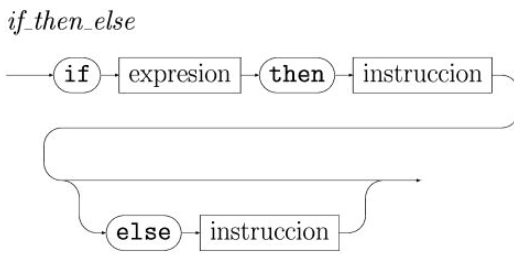 if_then_else
if expresion then instruccion
else instruccion